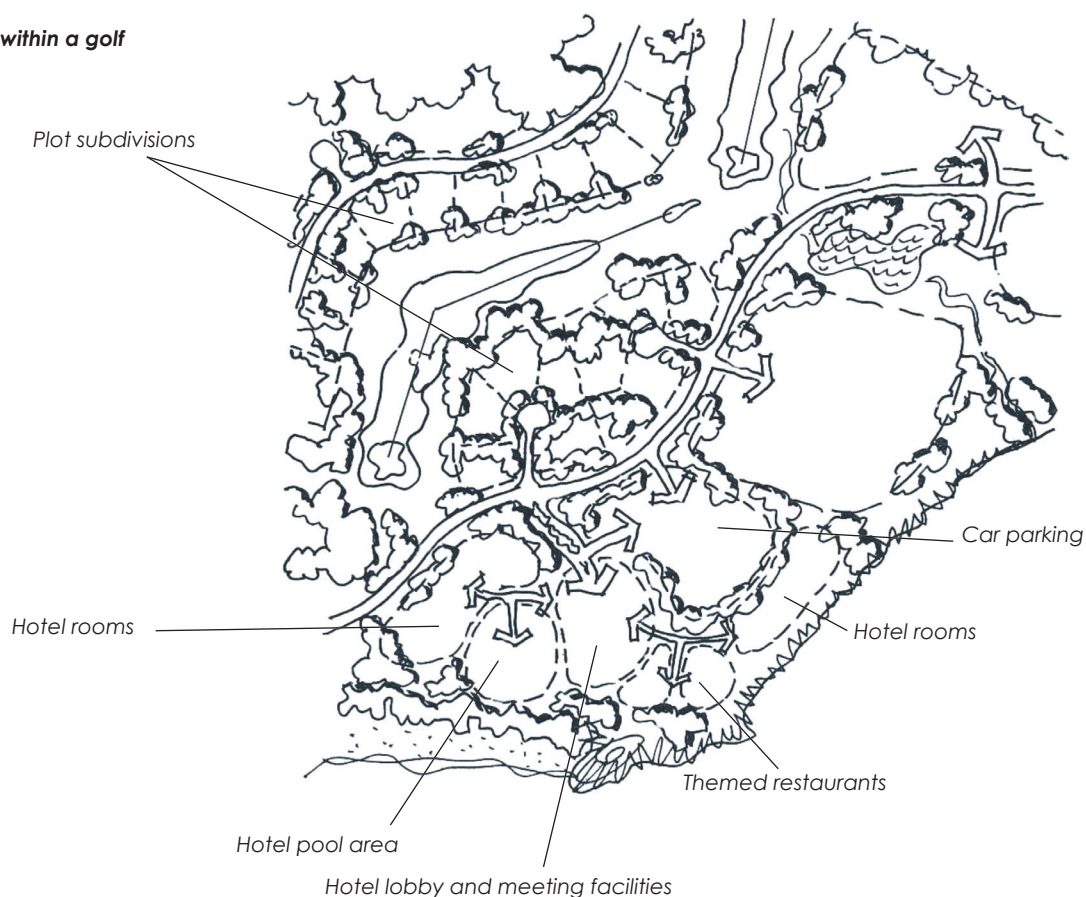 within a golf
Plot subdivisions
Car parking
Hotel rooms
Hotel rooms
Themed restaurants
Hotel pool area
Hotel lobby and meeting facilities